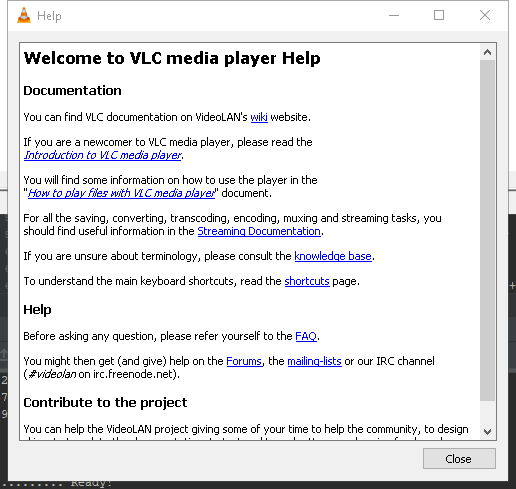 Help
Welcome to VLC media player Help
Documentation
You can find VLC documentation on VideoLAN's wiki website.
If you are a newcomer to VLC media player, please read the
Introduction to VLC media player.
You will find some information on how to use the player in the
"How to play files with VLC media player" document.
For all the saving, converting, transcoding, encoding, muxing and streaming tasks, you
should find useful information in the Streaming Documentation.
If you are unsure about terminology, please consult the knowledge base.
To understand the main keyboard shortcuts, read the shortcuts page.
Help
Before asking any question, please refer yourself to the FAQ.
You might then get (and give) help on the Forums, the mailing-lists or our IRC channel
(#videolan on irc.freenode.net).
Contribute to the project
You can help the VideoLAN project giving some of your time to help the community, to design
Close
2
7
9
......... Ready!